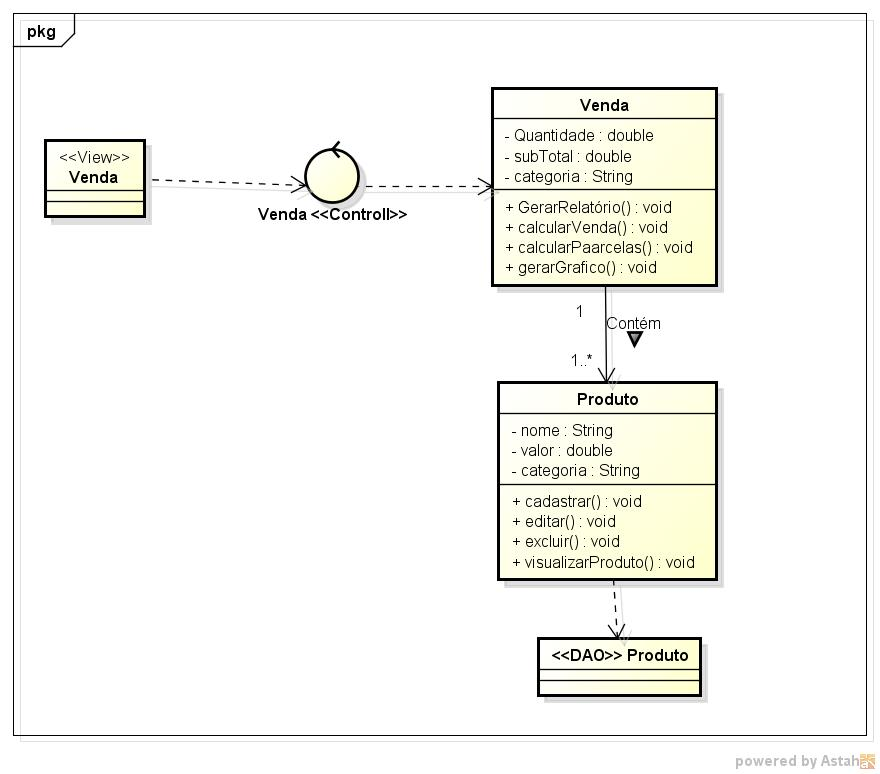 pkg
<<View>>
Venda
Venda <<Controll>>
Venda
- Quantidade : double
- subTotal : double
- categoria : String
+ GerarRelatório() : void
+ calcularVenda() : void
+ calcularPaarcelas() : void
+ gerarGrafico() : void
1
Contém
1..*
Produto
- nome : String
- valor : double
- categoria : String
+ cadastrar() : void
+ editar() : void
+ excluir() : void
+ visualizarProduto() : void
<<DAO>> Produto
powered by Astah